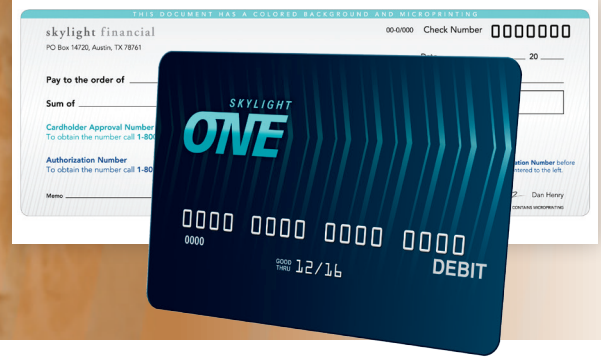 THIS DOCUMENT HAS A COLORED BACKGROUND AND MICROPRINTING
skylight financial
00-0/000 Check Number 0000000
PO Box 14720, Austin, TX 78761
20
Pay to the order of
Sum of
Cardholder Approval Number
To obtain the number call 1-800
Authorization Number before
entered to the left.
Authorization Number
To obtain the number call 1-80
Memo
Dan Henry
CONTAINS MICROPRINTING
SKYLIGHT
ONE
0000 0000 0000 0000
0000
GOOD THRU 12/16
DEBIT